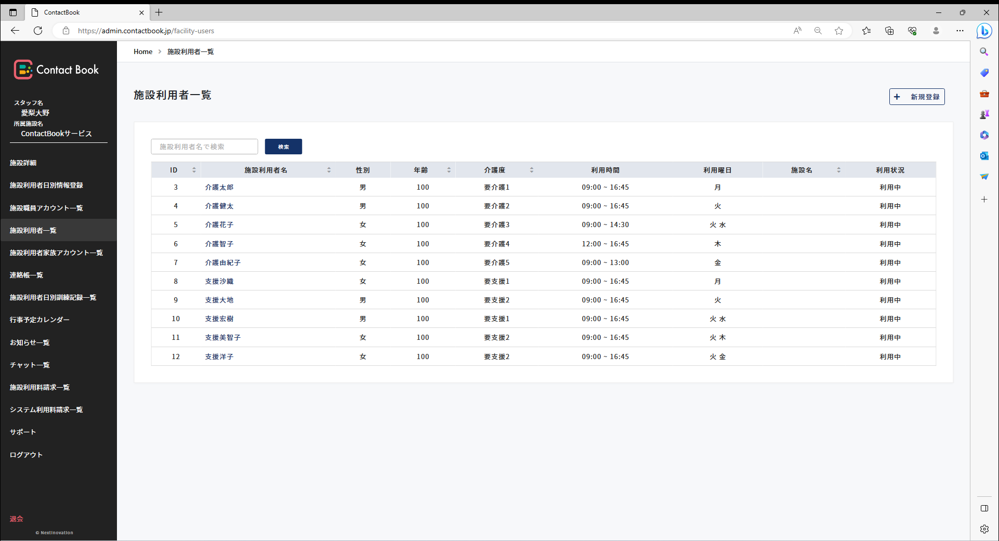 ContactBook
https://admin.contactbook.jp/facility-users
Contact Book
スタッフ名
愛梨大野
所属施設名
ContactBookサービス
施設詳細
施設利用者日別情報登録
施設職員アカウント一覧
施設利用者一覧
施設利用者家族アカウント一覧
連絡帳一覧
施設利用者日別訓練記録一覧
行事予定カレンダー
お知らせ一覧
チャット一覧
施設利用料請求一覧
システム利用料請求一覧
サポート
ログアウト
退会
© NextInovation
Home > 施設利用者一覧
施設利用者一覧
+ 新規登録
施設利用者名で検索 検索
ID 施設利用者名 性別 年齢 介護度 利用時間 利用曜日 施設名 利用状況
3 介護太郎 男 100 要介護1 09:00 ~ 16:45 月 利用中
4 介護健太 男 100 要介護2 09:00 ~ 16:45 火 利用中
5 介護花子 女 100 要介護3 09:00 ~ 14:30 火 水 利用中
6 介護智子 女 100 要介護4 12:00 ~ 16:45 木 利用中
7 介護由紀子 女 100 要介護5 09:00 ~ 13:00 金 利用中
8 支援沙織 女 100 要支援1 09:00 ~ 16:45 月 利用中
9 支援大地 男 100 要支援2 09:00 ~ 16:45 火 利用中
10 支援宏樹 男 100 要支援1 09:00 ~ 16:45 火 水 利用中
11 支援美智子 女 100 要支援2 09:00 ~ 16:45 火 木 利用中
12 支援洋子 女 100 要支援2 09:00 ~ 16:45 火 金 利用中